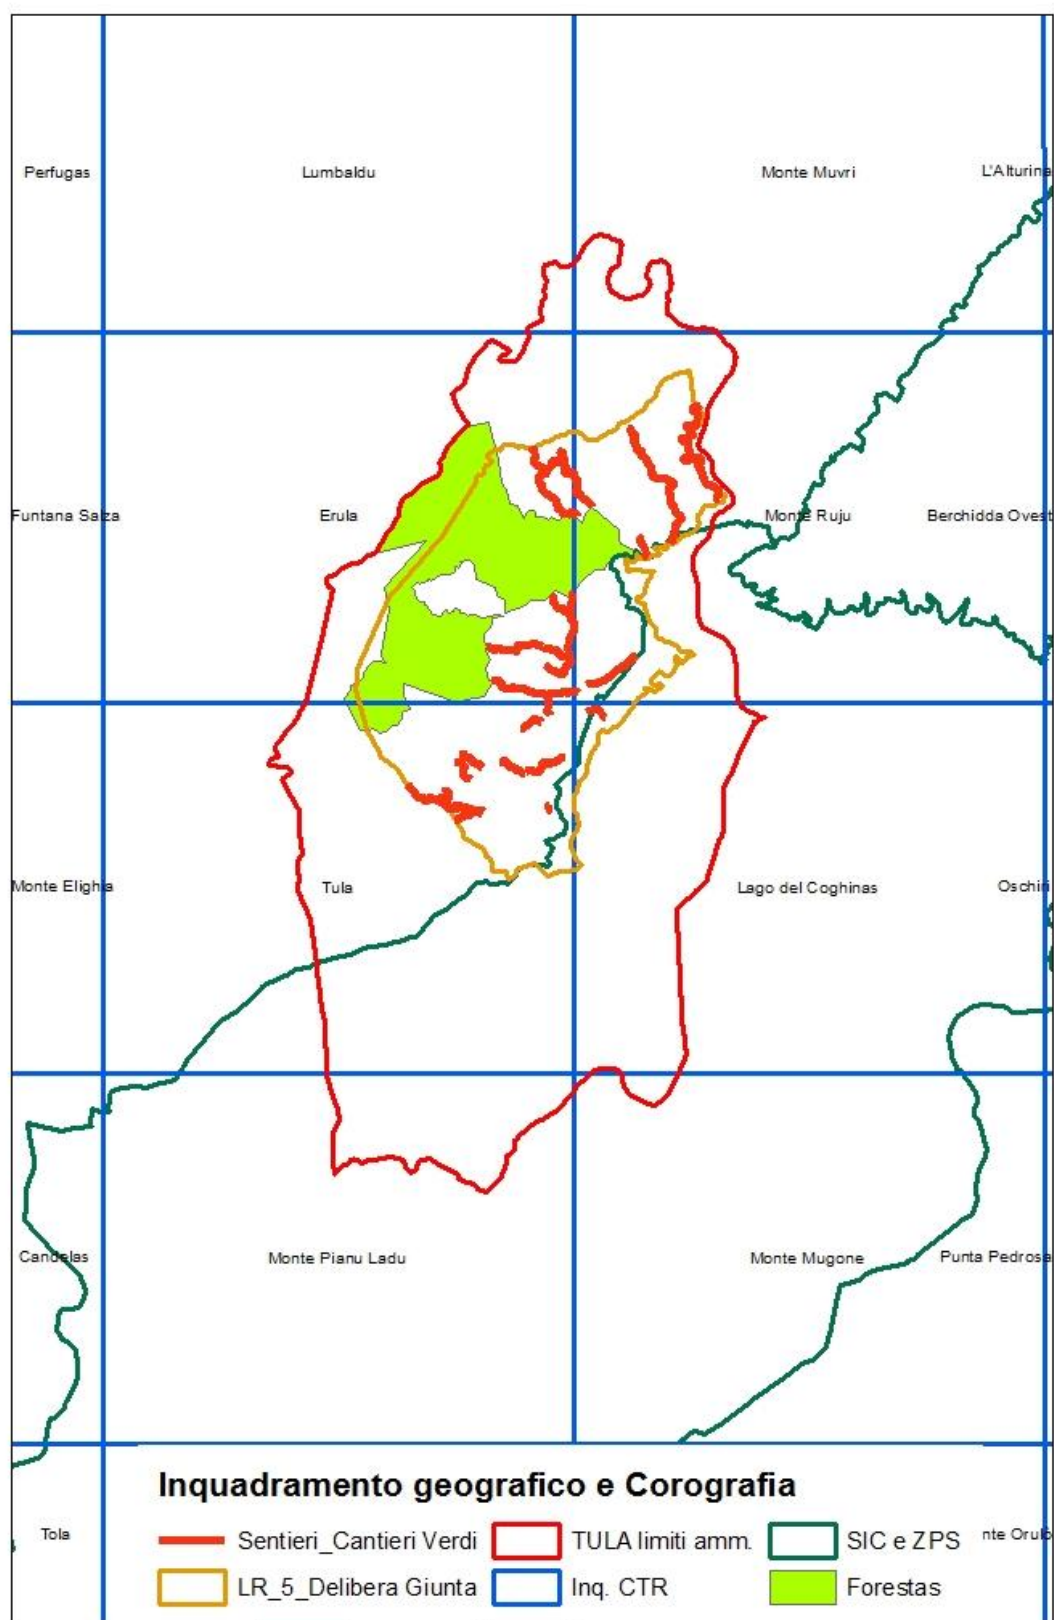 Perfugas Lumbaldu Monte Muvri L'Alturina
Funtana Salza Erula Monte Ruju Berchidda Ovest
Monte Elighia Tula Lago del Coghinas Oschiri
Candelas Monte Pianu Ladu Monte Mugone Punta Pedrosa
Inquadramento geografico e Corografia
Tola Sentieri_Cantieri Verdi TULA limiti amm. SIC e ZPS nte Orulo
LR_5_Delibera Giunta Inq. CTR Forestas